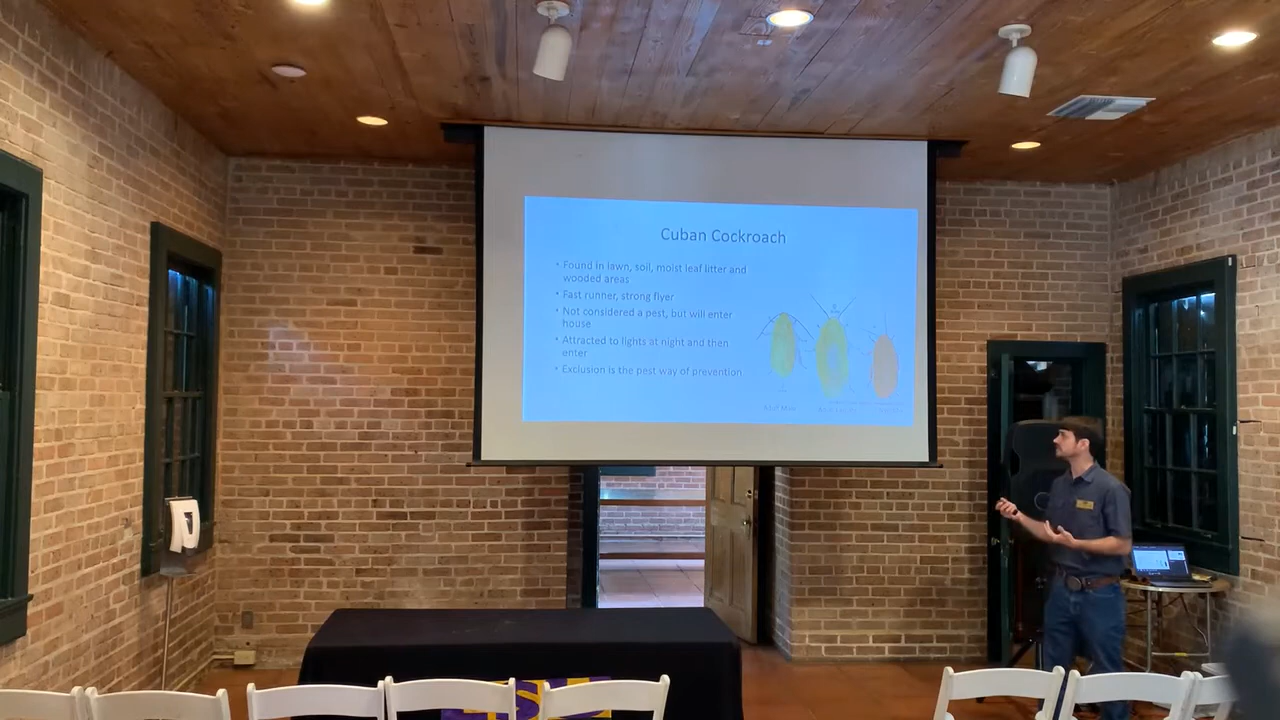 Cuban Cockroach
• Found in lawn, soil, moist leaf litter and
wooded areas
• Fast runner, strong flyer
• Not considered a pest, but will enter
house
• Attracted to lights at night and then
enter
• Exclusion is the pest way of prevention
Adult Male